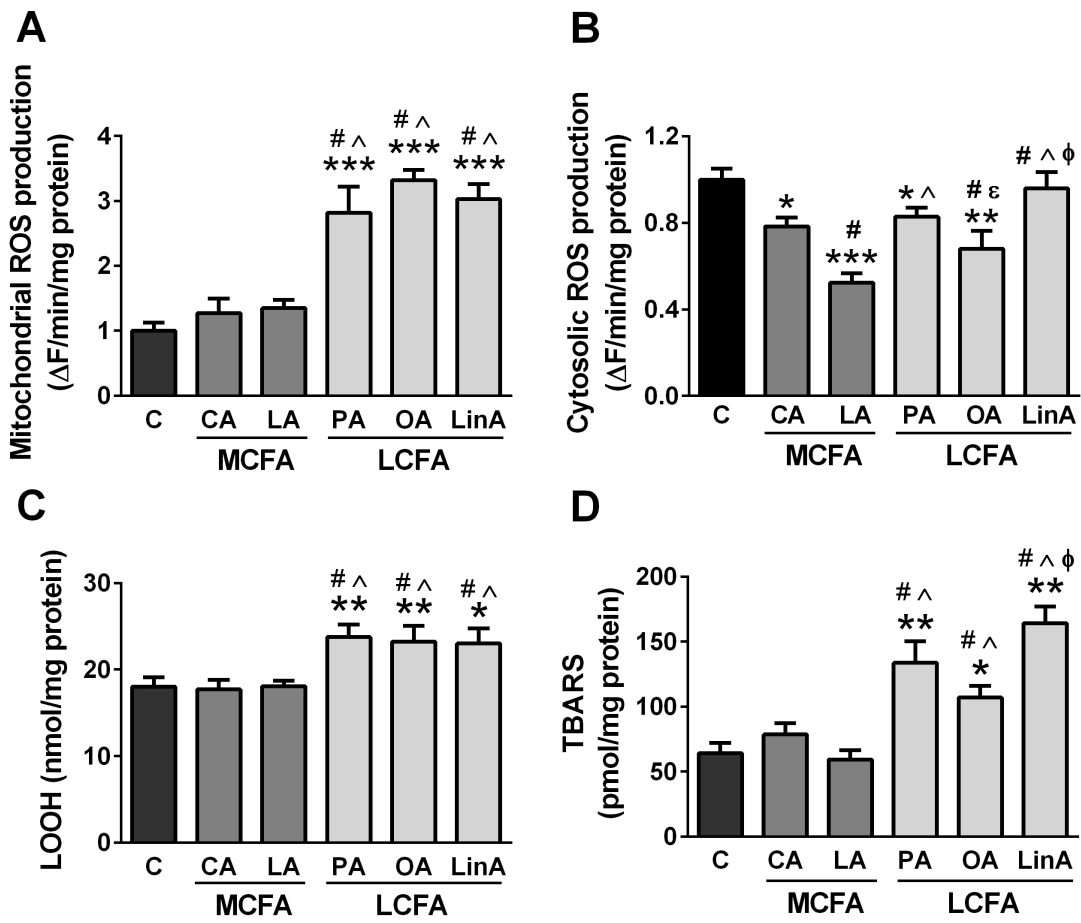 A
Mitochondrial ROS production
(ΔF/min/mg protein)
4
3
2
1
0
# ^
***
# ^
***
# ^
***
C CA LA PA OA LinA
MCFA LCFA
B
Cytosolic ROS production
(ΔF/min/mg protein)
1.2
0.8
0.4
0.0
*
#
***
* ^
# ε
**
# ^ ϕ
C CA LA PA OA LinA
MCFA LCFA
C
LOOH (nmol/mg protein)
30
20
10
0
# ^
**
# ^
**
# ^
*
C CA LA PA OA LinA
MCFA LCFA
D
TBARS
(pmol/mg protein)
200
150
100
50
0
# ^
**
# ^
*
# ^ ϕ
**
C CA LA PA OA LinA
MCFA LCFA